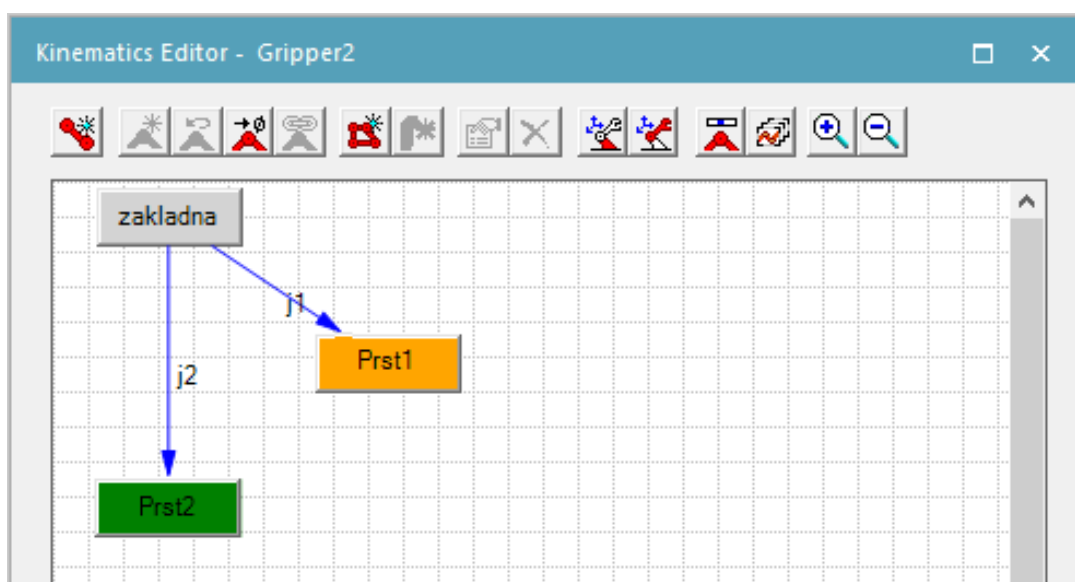 Kinematics Editor - Gripper2
zakladna
j1
Prst1
j2
Prst2